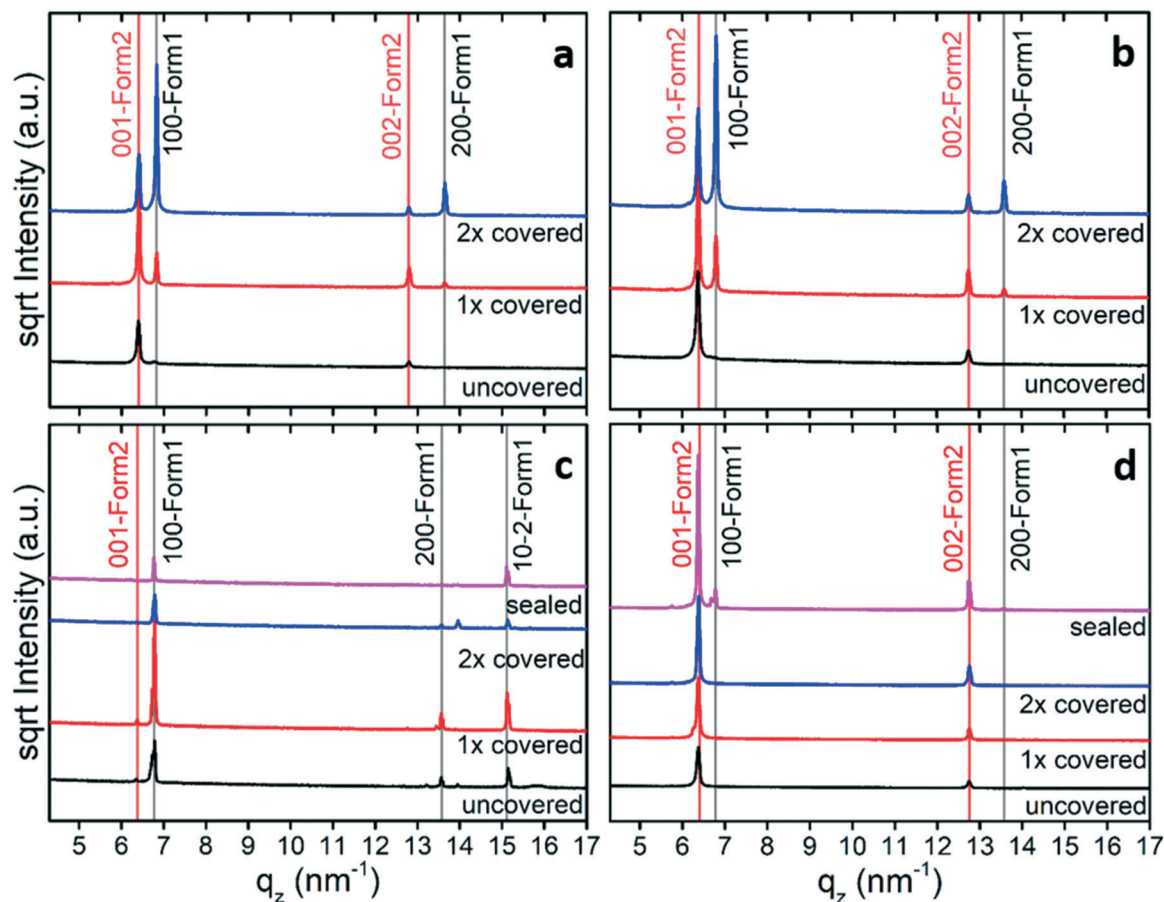 a
001-Form2
100-Form1
002-Form2
200-Form1
2x covered
1x covered
uncovered
b
001-Form2
100-Form1
002-Form2
200-Form1
2x covered
1x covered
uncovered
sqrt Intensity (a.u.)
c
001-Form2
100-Form1
200-Form1
10-2-Form1
sealed
2x covered
1x covered
uncovered
d
001-Form2
100-Form1
002-Form2
200-Form1
sealed
2x covered
1x covered
uncovered
sqrt Intensity (a.u.)
5 6 7 8 9 10 11 12 13 14 15 16 17
5 6 7 8 9 10 11 12 13 14 15 16 17
q_z (nm⁻¹)
q_z (nm⁻¹)